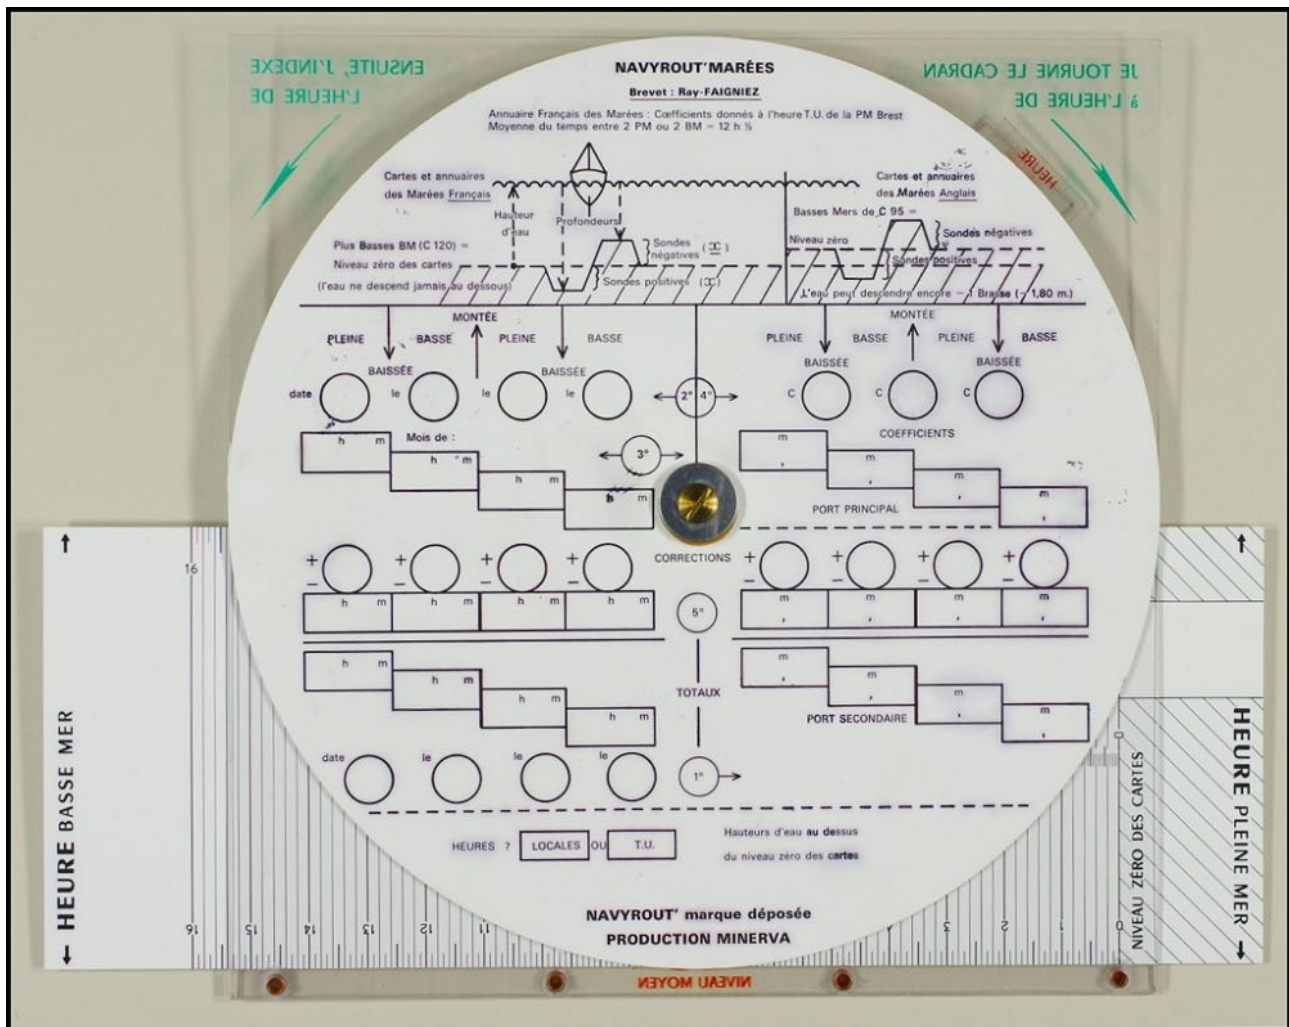 ENSUITE, J'INDEXE
L'HEURE DE
JE TOURNE LE CADRAN
à L'HEURE DE
HEURE
NAVYROUT'MARÉES
Brevet : Ray-FAIGNIEZ
Annuaire Français des Marées : Cœfficients donnés à l'heure T.U. de la PM Brest
Moyenne du temps entre 2 PM ou 2 BM = 12 h ½
Cartes et annuaires
des Marées Français
Hauteur
d'eau
Profondeurs
Plus Basses BM (C 120) =
Niveau zéro des cartes
(l'eau ne descend jamais au dessous)
Sondes
négatives (x)
Sondes positives (x)
Cartes et annuaires
des Marées Anglais
Basses Mers de C 95 =
Niveau zéro
Sondes négatives
Sondes positives
L'eau peut descendre encore - 1 Brasse (- 1,80 m.)
PLEINE BASSE MONTÉE PLEINE BASSE
BAISSÉE BAISSÉE
PLEINE BASSE MONTÉE PLEINE BASSE
BAISSÉE BAISSÉE
date le le le
2° 4°
C C C
COEFFICIENTS
Mois de :
h m h m h m h m
3°
m , m , m , m ,
PORT PRINCIPAL
CORRECTIONS
+ - + - + - + -
+ - + - + - + -
h m h m h m h m
5°
m , m , m , m ,
h m h m h m h m
TOTAUX
m , m , m , m ,
PORT SECONDAIRE
date le le le
1°
HEURES ? LOCALES OU T.U.
Hauteurs d'eau au dessus
du niveau zéro des cartes
NAVYROUT' marque déposée
PRODUCTION MINERVA
HEURE BASSE MER
16
16 15 14 13 12 11 4 3 2 1 0
0
NIVEAU ZÉRO DES CARTES
HEURE PLEINE MER
NIVEAU MOYEN